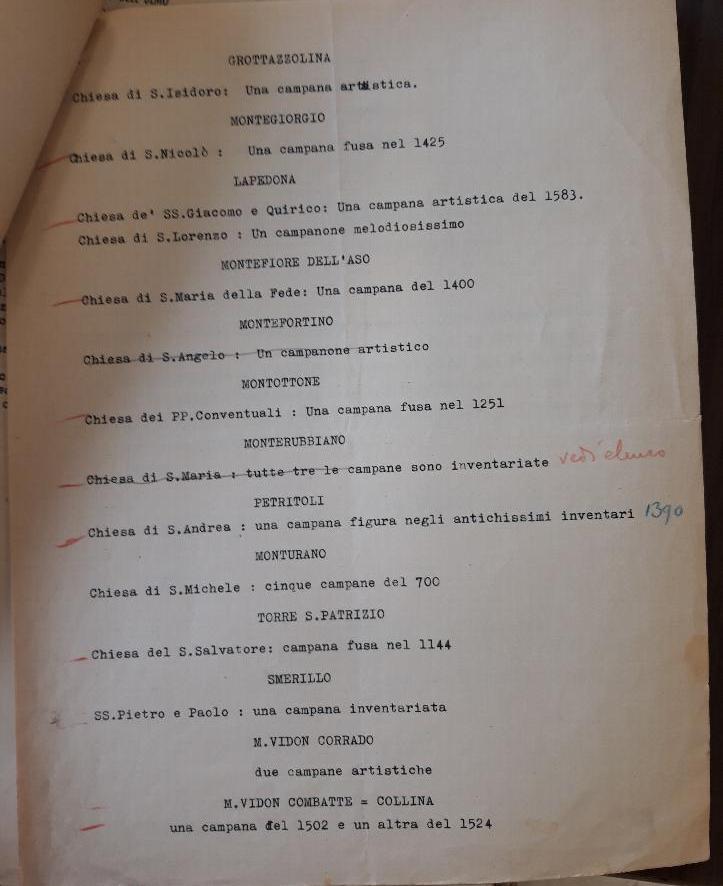 GROTTAZZOLINA
Chiesa di S.Isidoro: Una campana artistica.
MONTEGIORGIO
Chiesa di S.Nicolò : Una campana fusa nel 1425
LAPEDONA
Chiesa de' SS.Giacomo e Quirico: Una campana artistica del 1583.
Chiesa di S.Lorenzo : Un campanone melodiosissimo
MONTEFIORE DELL'ASO
Chiesa di S.Maria della Fede: Una campana del 1400
MONTEFORTINO
Chiesa di S.Angelo : Un campanone artistico
MONTOTTONE
Chiesa dei PP.Conventuali : Una campana fusa nel 1251
MONTERUBBIANO
Chiesa di S.Maria : tutte tre le campane sono inventariate vedi elenco
PETRITOLI
Chiesa di S.Andrea : una campana figura negli antichissimi inventari 1390
MONTURANO
Chiesa di S.Michele : cinque campane del 700
TORRE S.PATRIZIO
Chiesa del S.Salvatore: campana fusa nel 1144
SMERILLO
SS.Pietro e Paolo : una campana inventariata
M.VIDON CORRADO
due campane artistiche
M.VIDON COMBATTE = COLLINA
una campana del 1502 e un altra del 1524